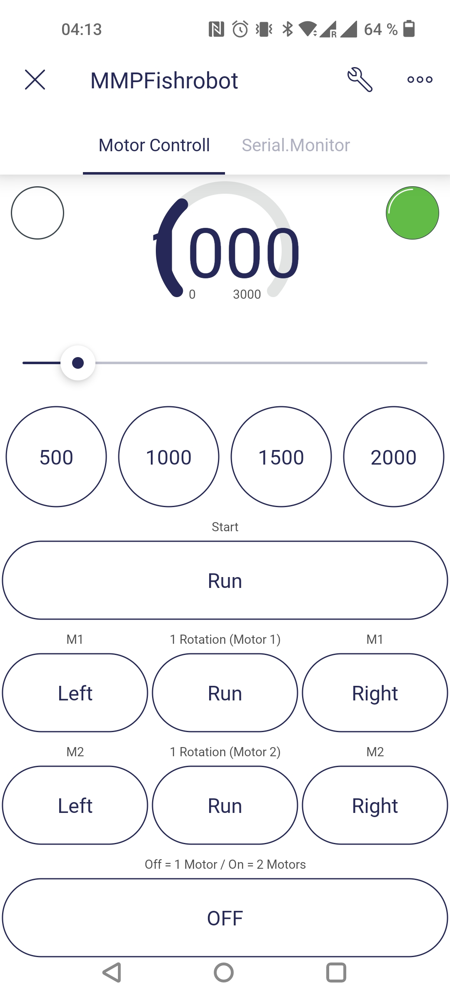 04:13 R 64 %
MMPFishrobot
Motor Controll Serial.Monitor
1000
0 3000
500 1000 1500 2000
Start
Run
M1 1 Rotation (Motor 1) M1
Left Run Right
M2 1 Rotation (Motor 2) M2
Left Run Right
Off = 1 Motor / On = 2 Motors
OFF